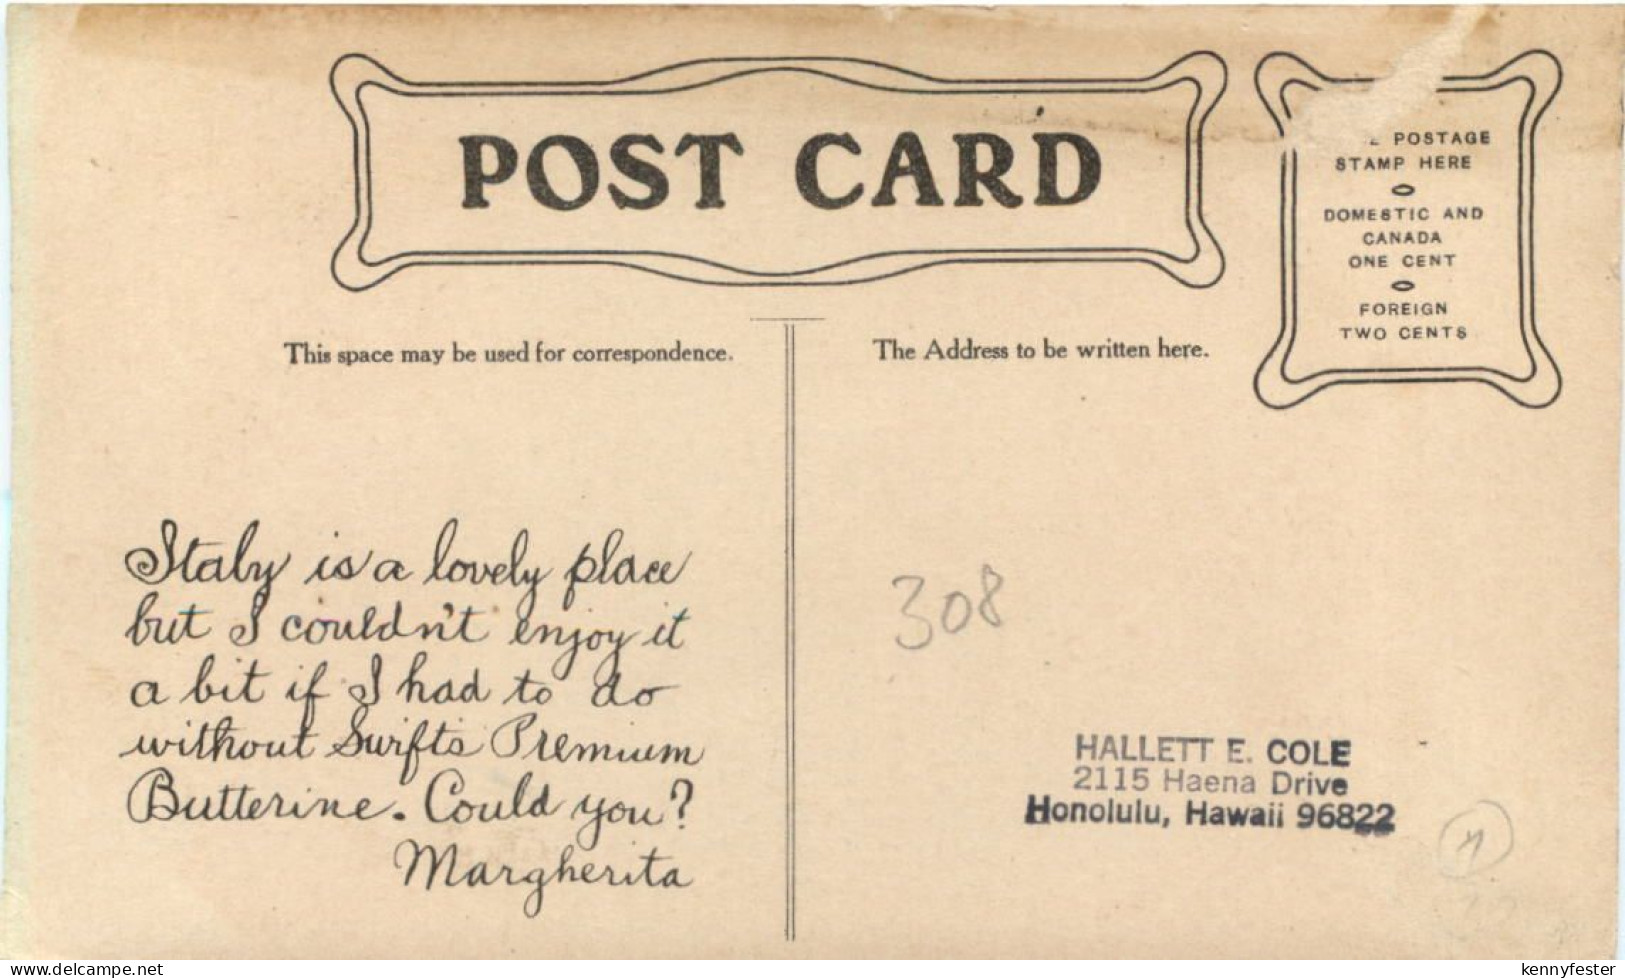 POST CARD
POSTAGE
STAMP HERE
DOMESTIC AND
CANADA
ONE CENT
FOREIGN
TWO CENTS
This space may be used for correspondence.
The Address to be written here.
Italy is a lovely place
but I couldn't enjoy it
a bit if I had to do
without Swift's Premium
Butterine. Could you?
Margherita
308
HALLETT E. COLE
2115 Haena Drive
Honolulu, Hawaii 96822
delcampe.net
kennyfester